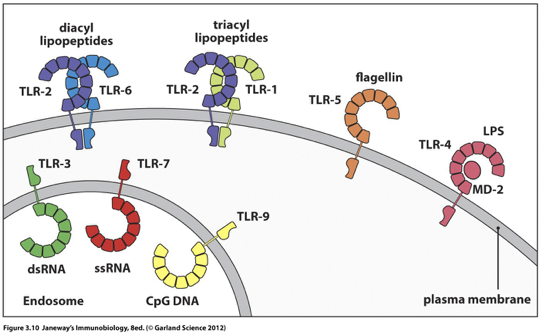 diacyl
lipopeptides
triacyl
lipopeptides
TLR-2
TLR-6
TLR-2
TLR-1
flagellin
TLR-5
TLR-4
LPS
MD-2
TLR-3
TLR-7
TLR-9
dsRNA
ssRNA
CpG DNA
Endosome
plasma membrane
Figure 3.10 Janeway's Immunobiology, 8ed. (© Garland Science 2012)